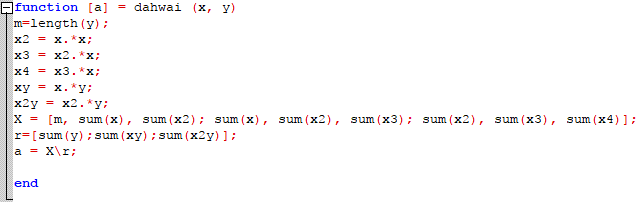 function [a] = dahwai (x, y)
m=length(y);
x2 = x.*x;
x3 = x2.*x;
x4 = x3.*x;
xy = x.*y;
x2y = x2.*y;
X = [m, sum(x), sum(x2); sum(x), sum(x2), sum(x3); sum(x2), sum(x3), sum(x4)];
r=[sum(y);sum(xy);sum(x2y)];
a = X\r;
end